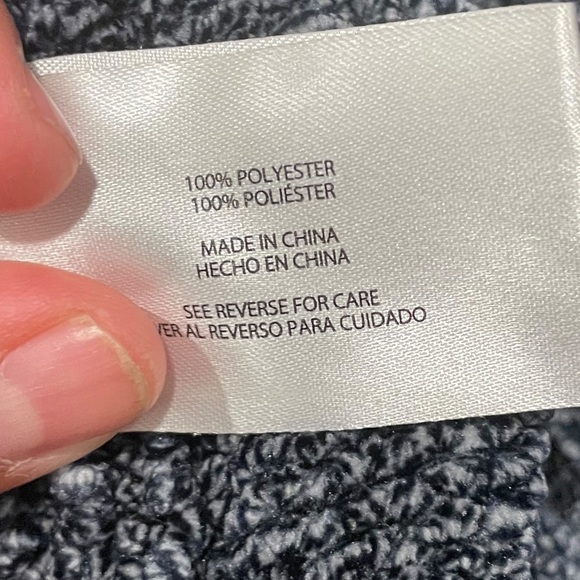 100% POLYESTER
100% POLIÉSTER
MADE IN CHINA
HECHO EN CHINA
SEE REVERSE FOR CARE
VER AL REVERSO PARA CUIDADO